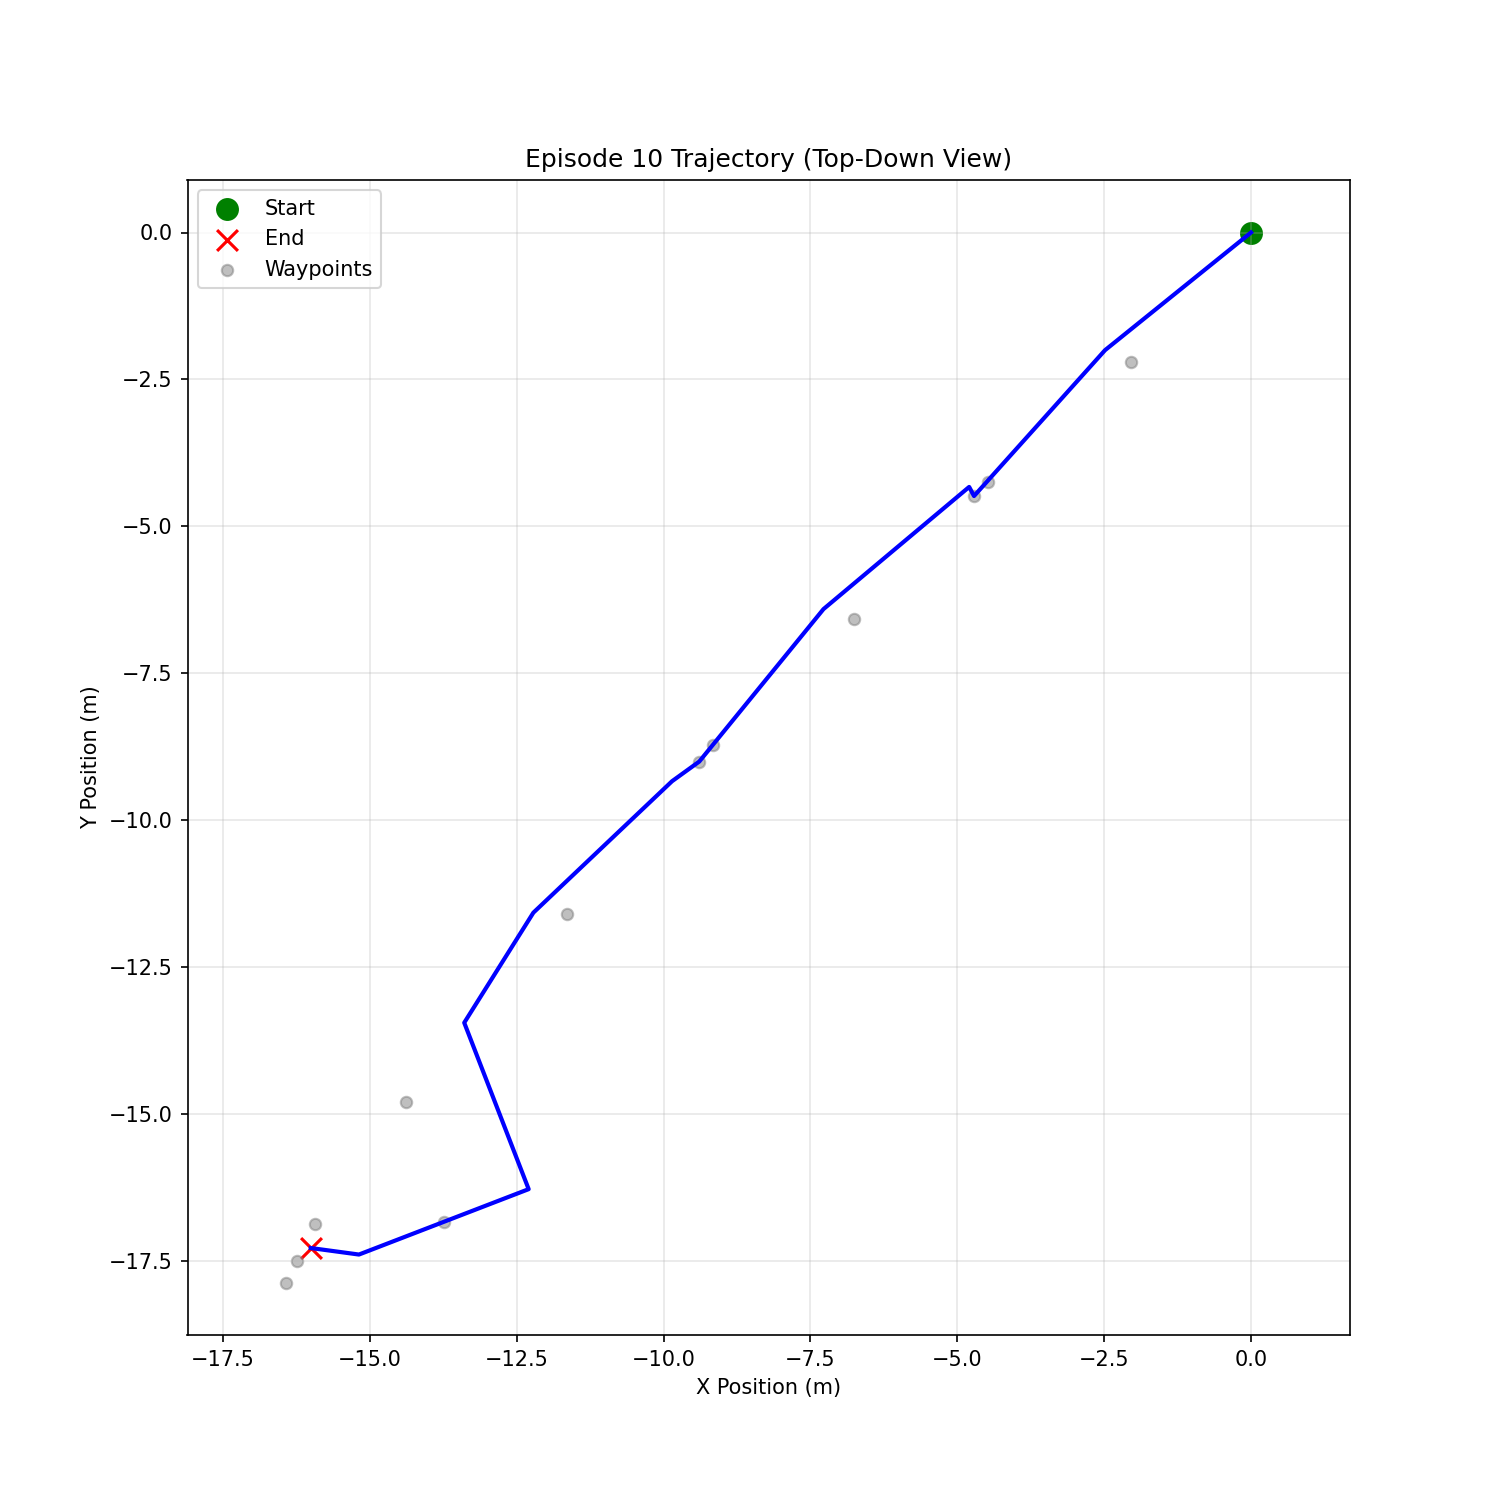 Episode 10 Trajectory (Top-Down View)
Start
End
Waypoints
0.0
−2.5
−5.0
−7.5
−10.0
−12.5
−15.0
−17.5
Y Position (m)
−17.5 −15.0 −12.5 −10.0 −7.5 −5.0 −2.5 0.0
X Position (m)